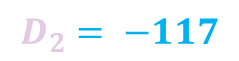 D₂ = −117